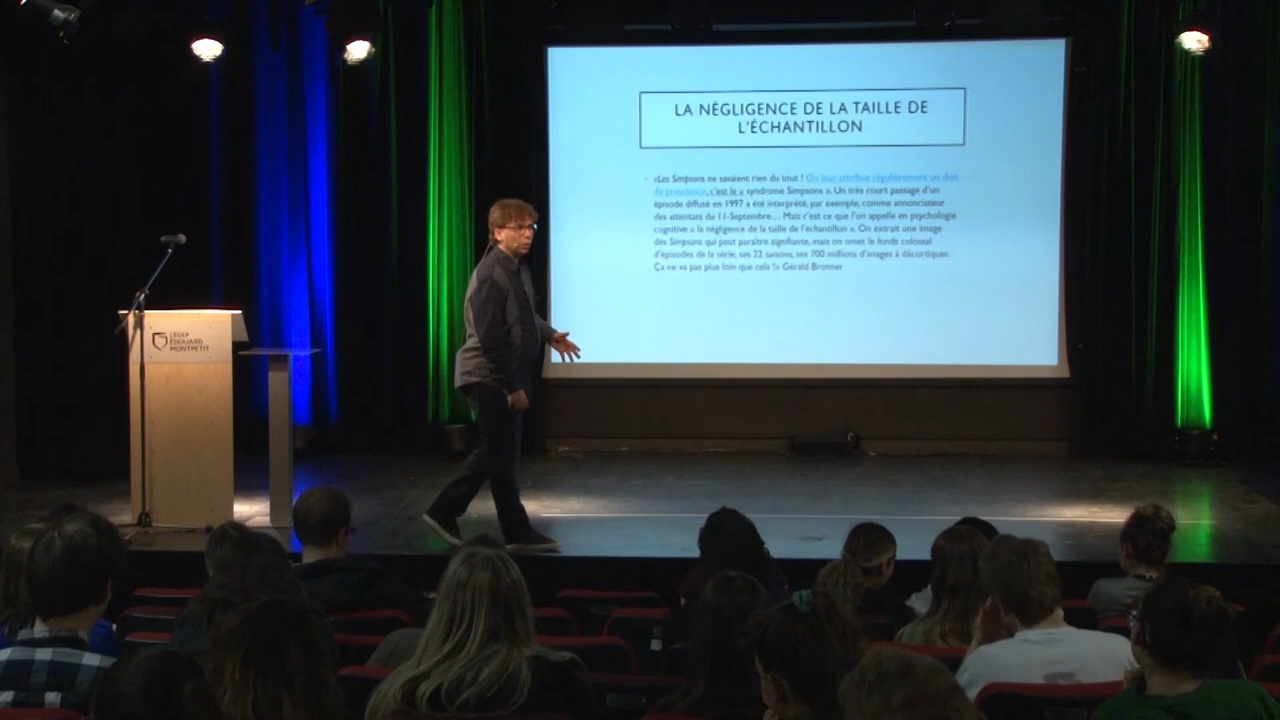 LA NÉGLIGENCE DE LA TAILLE DE
L'ÉCHANTILLON
«Les Simpsons ne savaient rien du tout ! On leur attribue régulièrement un don
de prescience, c'est le « syndrome Simpsons ». Un très court passage d'un
épisode diffusé en 1997 a été interprété, par exemple, comme annonciateur
des attentats du 11-Septembre… Mais c'est ce que l'on appelle en psychologie
cognitive « la négligence de la taille de l'échantillon ». On extrait une image
des Simpsons qui peut paraître signifiante, mais on omet le fonds colossal
d'épisodes de la série, ses 22 saisons, ses 700 millions d'images à décortiquer.
Ça ne va pas plus loin que cela !» Gérald Bronner
CÉGEP
ÉDOUARD
MONTPETIT